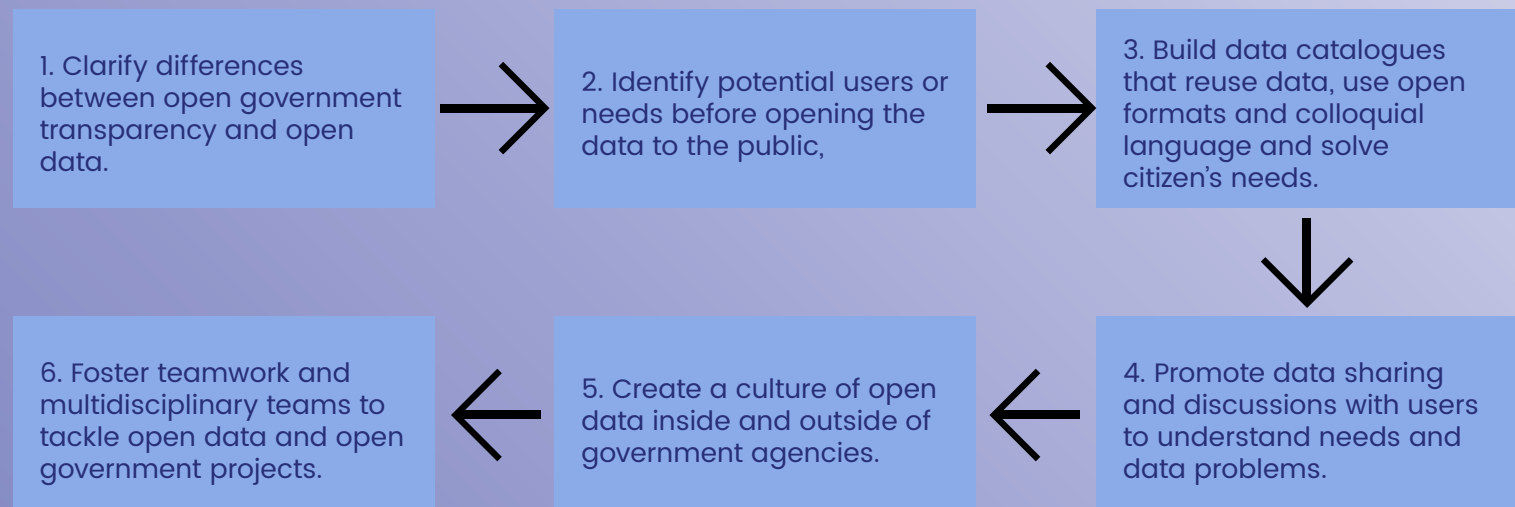 1. Clarify differences
between open government
transparency and open
data.
2. Identify potential users or
needs before opening the
data to the public,
3. Build data catalogues
that reuse data, use open
formats and colloquial
language and solve
citizen's needs.
4. Promote data sharing
and discussions with users
to understand needs and
data problems.
5. Create a culture of open
data inside and outside of
government agencies.
6. Foster teamwork and
multidisciplinary teams to
tackle open data and open
government projects.